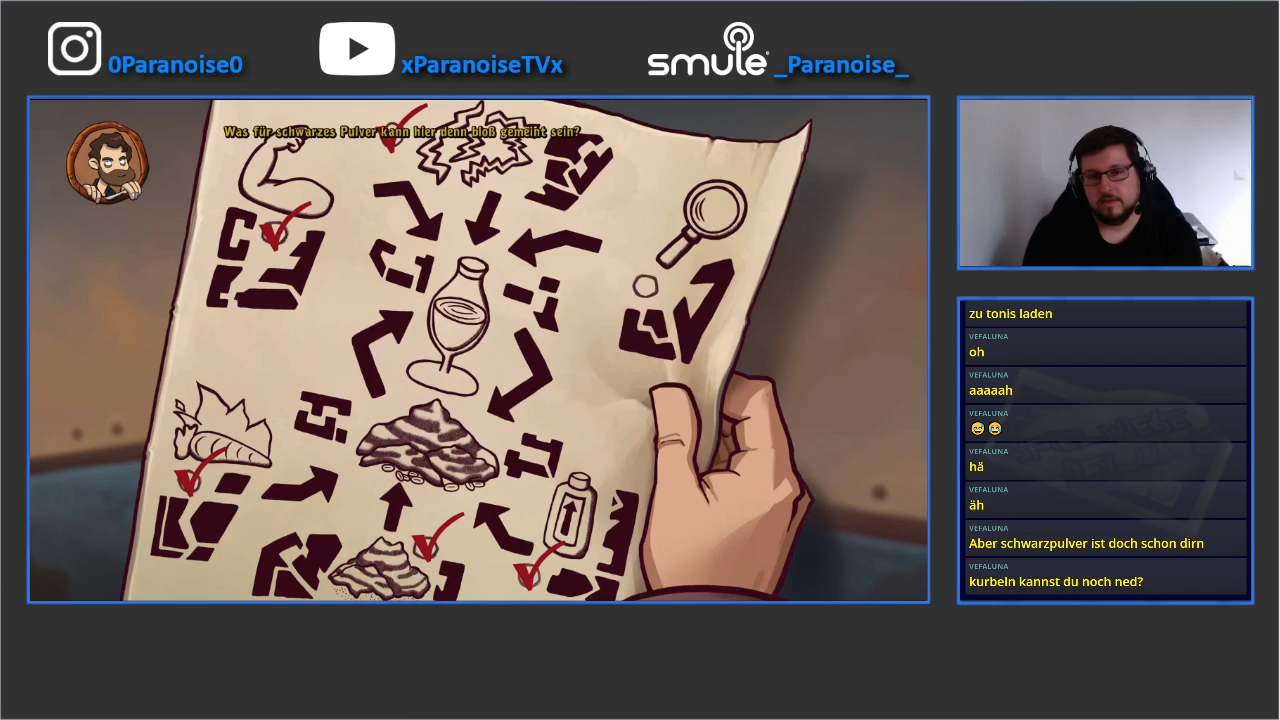 0Paranoise0
xParanoiseTVx
smule
_Paranoise_
Was für schwarzes Pulver kann hier denn bloß gemeint sein?
zu tonis laden
VEFALUNA
oh
VEFALUNA
aaaaah
VEFALUNA
VEFALUNA
hä
VEFALUNA
äh
VEFALUNA
Aber schwarzpulver ist doch schon dirn
VEFALUNA
kurbeln kannst du noch ned?